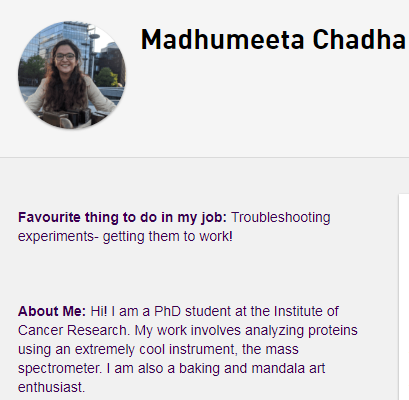 Madhumeeta Chadha
Favourite thing to do in my job: Troubleshooting
experiments- getting them to work!
About Me: Hi! I am a PhD student at the Institute of
Cancer Research. My work involves analyzing proteins
using an extremely cool instrument, the mass
spectrometer. I am also a baking and mandala art
enthusiast.